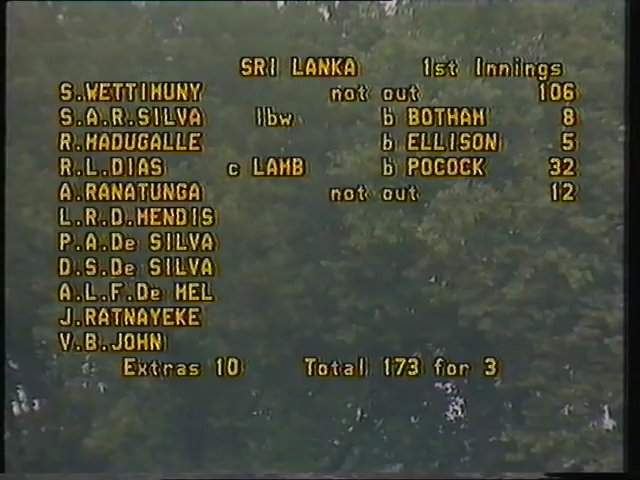 SRI LANKA 1st Innings
S.WETTIMUNY not out 106
S.A.R.SILVA lbw b BOTHAM 8
R.MADUGALLE b ELLISON 5
R.L.DIAS c LAMB b POCOCK 32
A.RANATUNGA not out 12
L.R.D.MENDIS
P.A.De SILVA
D.S.De SILVA
A.L.F.De MEL
J.RATNAYEKE
V.B.JOHN
Extras 10 Total 173 for 3